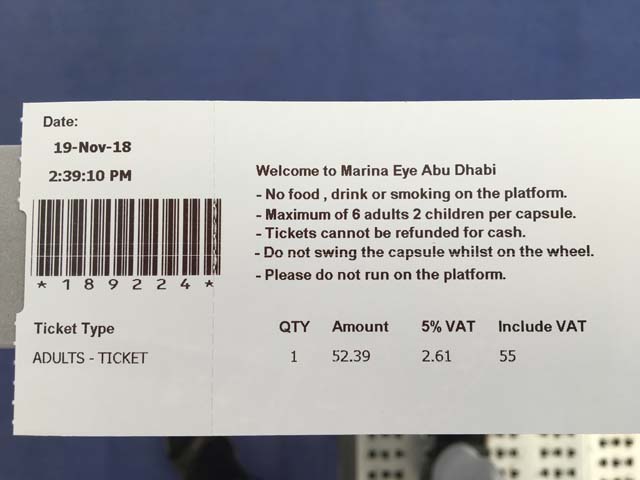 Date:
19-Nov-18
2:39:10 PM
* 1 8 9 2 2 4 *
Welcome to Marina Eye Abu Dhabi
- No food , drink or smoking on the platform.
- Maximum of 6 adults 2 children per capsule.
- Tickets cannot be refunded for cash.
- Do not swing the capsule whilst on the wheel.
- Please do not run on the platform.
Ticket Type QTY Amount 5% VAT Include VAT
ADULTS - TICKET 1 52.39 2.61 55